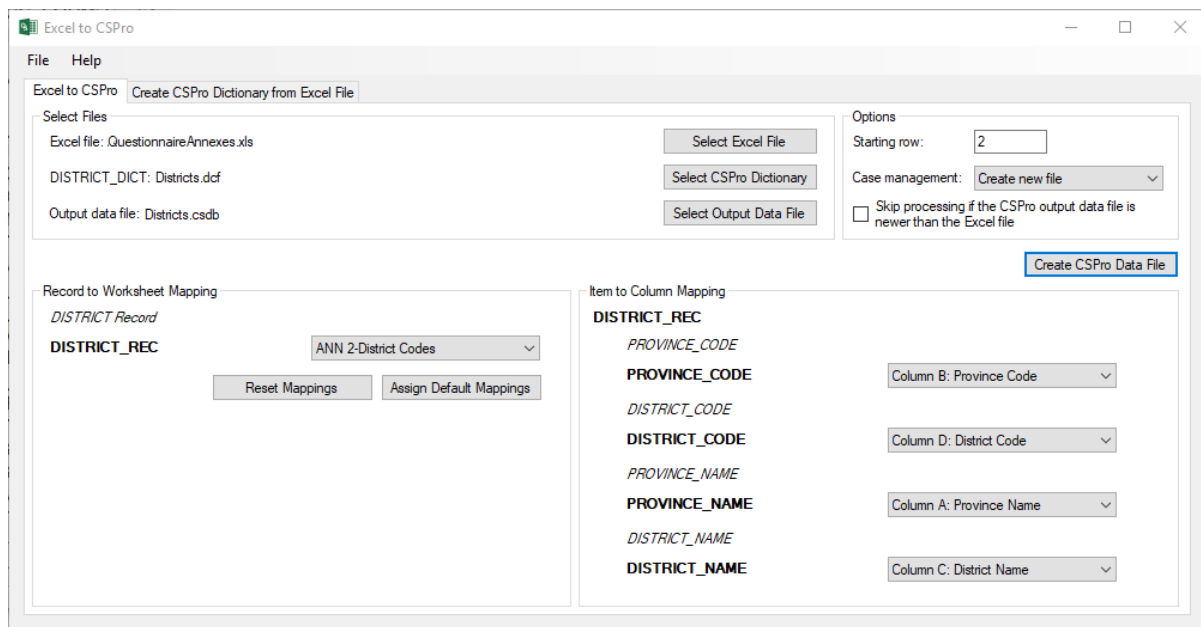 Excel to CSPro
File Help
Excel to CSPro
Create CSPro Dictionary from Excel File
Select Files
Excel file: QuestionnaireAnnexes.xls
Select Excel File
DISTRICT_DICT: Districts.dcf
Select CSPro Dictionary
Output data file: Districts.csdb
Select Output Data File
Options
Starting row: 2
Case management: Create new file
Skip processing if the CSPro output data file is
newer than the Excel file
Create CSPro Data File
Record to Worksheet Mapping
DISTRICT Record
DISTRICT_REC
ANN 2-District Codes
Reset Mappings
Assign Default Mappings
Item to Column Mapping
DISTRICT_REC
PROVINCE_CODE
PROVINCE_CODE
Column B: Province Code
DISTRICT_CODE
DISTRICT_CODE
Column D: District Code
PROVINCE_NAME
PROVINCE_NAME
Column A: Province Name
DISTRICT_NAME
DISTRICT_NAME
Column C: District Name